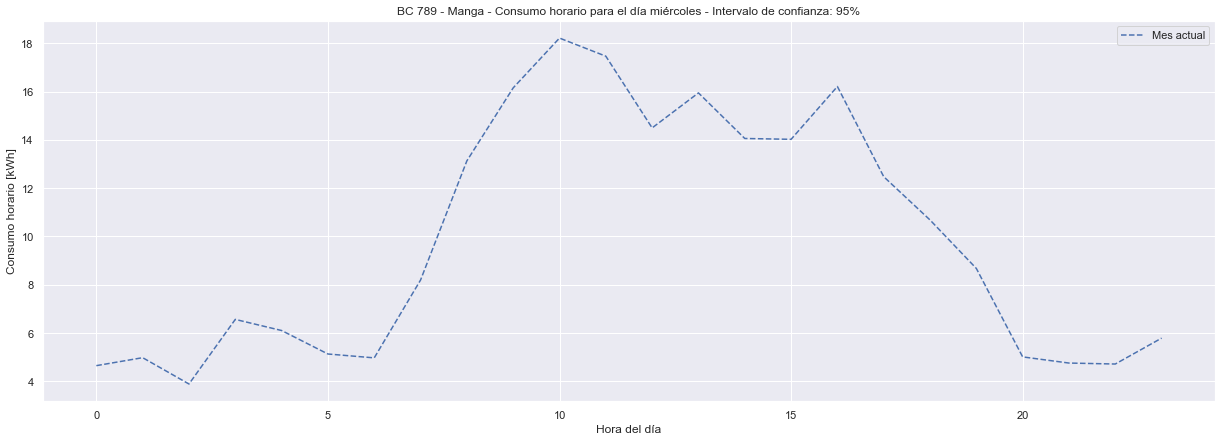 BC 789 - Manga - Consumo horario para el día miércoles - Intervalo de confianza: 95%
Mes actual
Consumo horario [kWh]
18
16
14
12
10
8
6
4
0 5 10 15 20
Hora del día